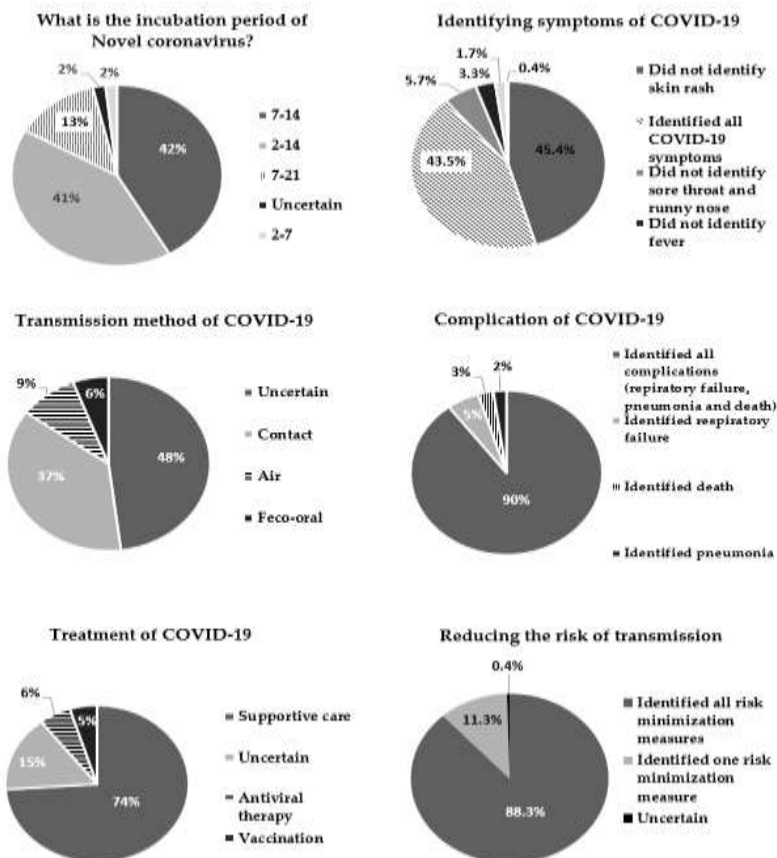 What is the incubation period of
Novel coronavirus?
2%
2%
13%
42%
41%
7-14
2-14
7-21
Uncertain
2-7
Identifying symptoms of COVID-19
1.7%
0.4%
3.3%
5.7%
43.5%
45.4%
Did not identify
skin rash
Identified all
COVID-19
symptoms
Did not identify
sore throat and
runny nose
Did not identify
fever
Transmission method of COVID-19
9%
6%
37%
48%
Uncertain
Contact
Air
Feco-oral
Complication of COVID-19
3%
2%
5%
90%
Identified all
complications
(repiratory failure,
pneumonia and death)
Identified respiratory
failure
Identified death
Identified pneumonia
Treatment of COVID-19
6%
5%
15%
74%
Supportive care
Uncertain
Antiviral
therapy
Vaccination
Reducing the risk of transmission
0.4%
11.3%
88.3%
Identified all risk
minimization
measures
Identified one risk
minimization
measure
Uncertain